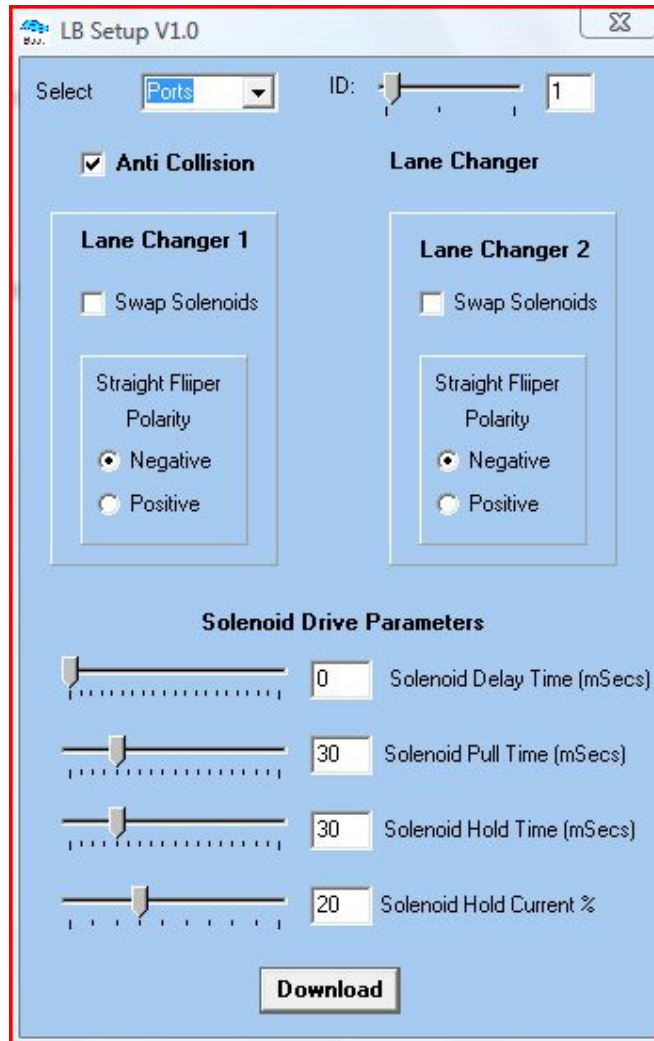 LB Setup V1.0
Select Ports ID: 1
Anti Collision Lane Changer
Lane Changer 1
Swap Solenoids
Straight Fliiper
Polarity
Negative
Positive
Lane Changer 2
Swap Solenoids
Straight Fliiper
Polarity
Negative
Positive
Solenoid Drive Parameters
0 Solenoid Delay Time (mSecs)
30 Solenoid Pull Time (mSecs)
30 Solenoid Hold Time (mSecs)
20 Solenoid Hold Current %
Download